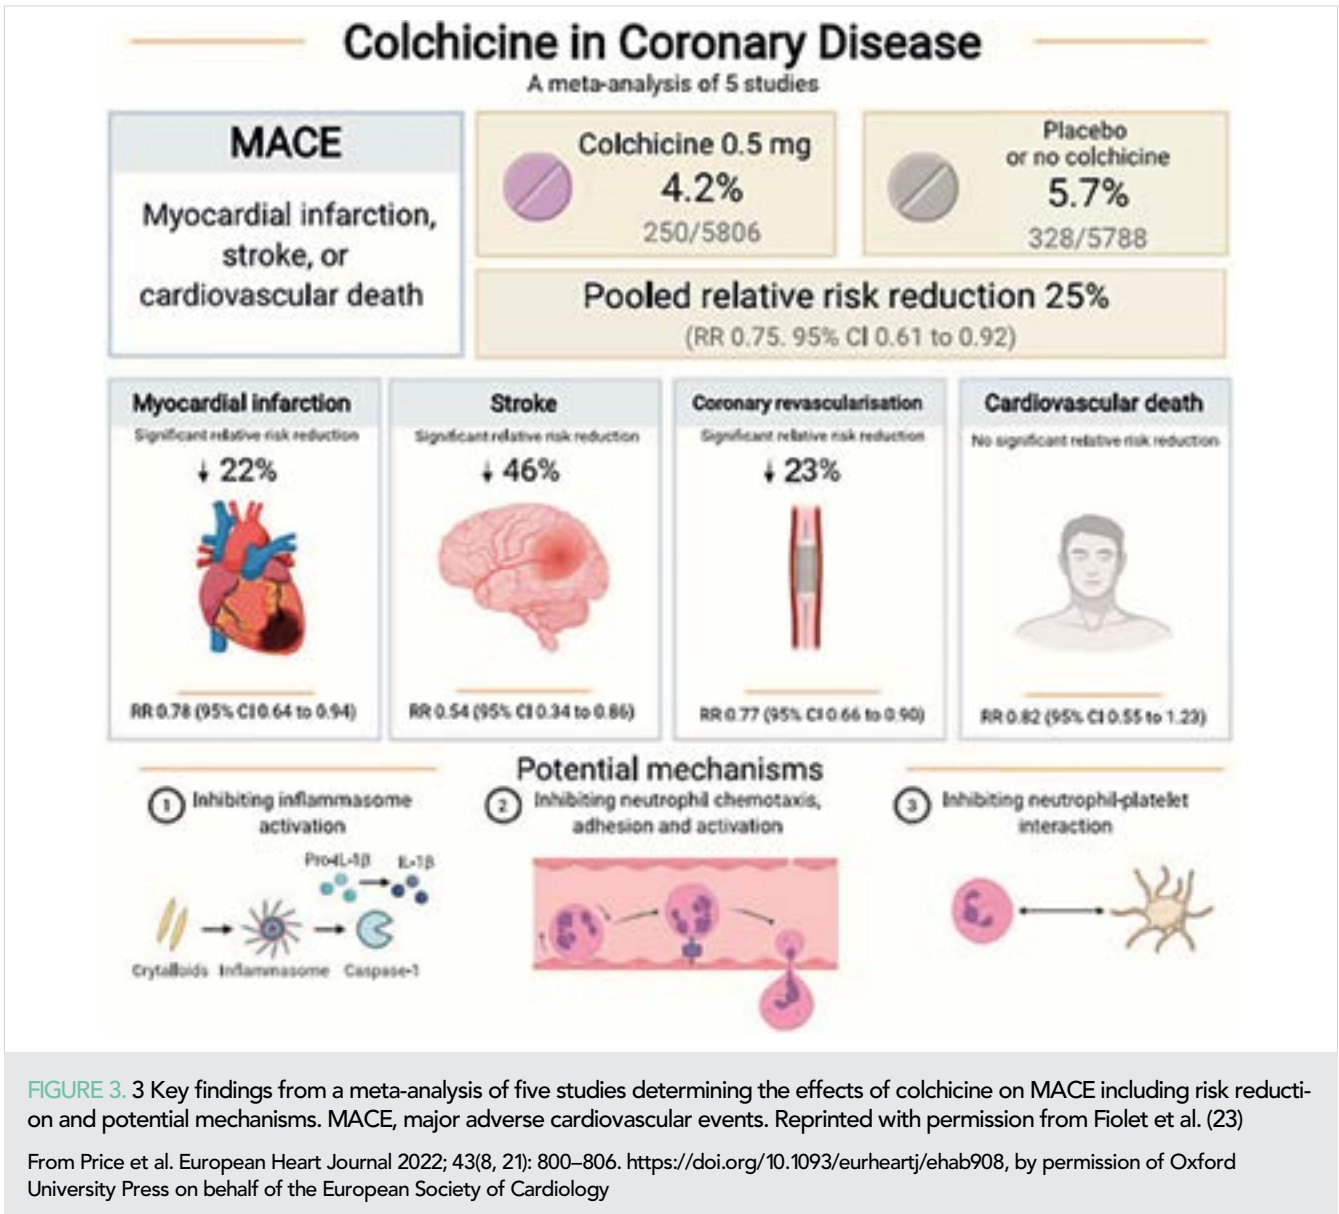 Colchicine in Coronary Disease
A meta-analysis of 5 studies
MACE
Myocardial infarction,
stroke, or
cardiovascular death
Colchicine 0.5 mg
4.2%
250/5806
Placebo
or no colchicine
5.7%
328/5788
Pooled relative risk reduction 25%
(RR 0.75. 95% CI 0.61 to 0.92)
Myocardial infarction
Significant relative risk reduction
↓ 22%
RR 0.78 (95% CI 0.64 to 0.94)
Stroke
Significant relative risk reduction
↓ 46%
RR 0.54 (95% CI 0.34 to 0.86)
Coronary revascularisation
Significant relative risk reduction
↓ 23%
RR 0.77 (95% CI 0.66 to 0.90)
Cardiovascular death
No significant relative risk reduction
RR 0.82 (95% CI 0.55 to 1.23)
Potential mechanisms
1 Inhibiting inflammasome
activation
Pro-IL-1β IL-1β
Crytalloids Inflammasome Caspase-1
2 Inhibiting neutrophil chemotaxis,
adhesion and activation
3 Inhibiting neutrophil-platelet
interaction
FIGURE 3. 3 Key findings from a meta-analysis of five studies determining the effects of colchicine on MACE including risk reducti-
on and potential mechanisms. MACE, major adverse cardiovascular events. Reprinted with permission from Fiolet et al. (23)
From Price et al. European Heart Journal 2022; 43(8, 21): 800–806. https://doi.org/10.1093/eurheartj/ehab908, by permission of Oxford
University Press on behalf of the European Society of Cardiology